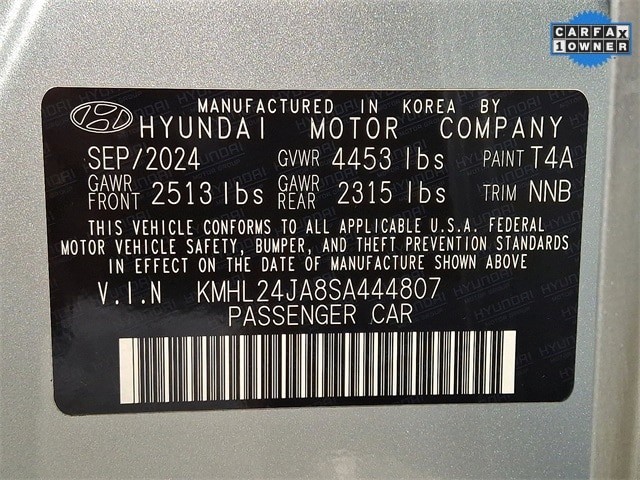 CARFAX
1 OWNER
MANUFACTURED IN KOREA BY
HYUNDAI MOTOR COMPANY
SEP/2024 GVWR 4453 lbs PAINT T4A
GAWR FRONT 2513 lbs GAWR REAR 2315 lbs TRIM NNB
THIS VEHICLE CONFORMS TO ALL APPLICABLE U.S.A. FEDERAL
MOTOR VEHICLE SAFETY, BUMPER, AND THEFT PREVENTION STANDARDS
IN EFFECT ON THE DATE OF MANUFACTURE SHOWN ABOVE
V.I.N KMHL24JA8SA444807
PASSENGER CAR